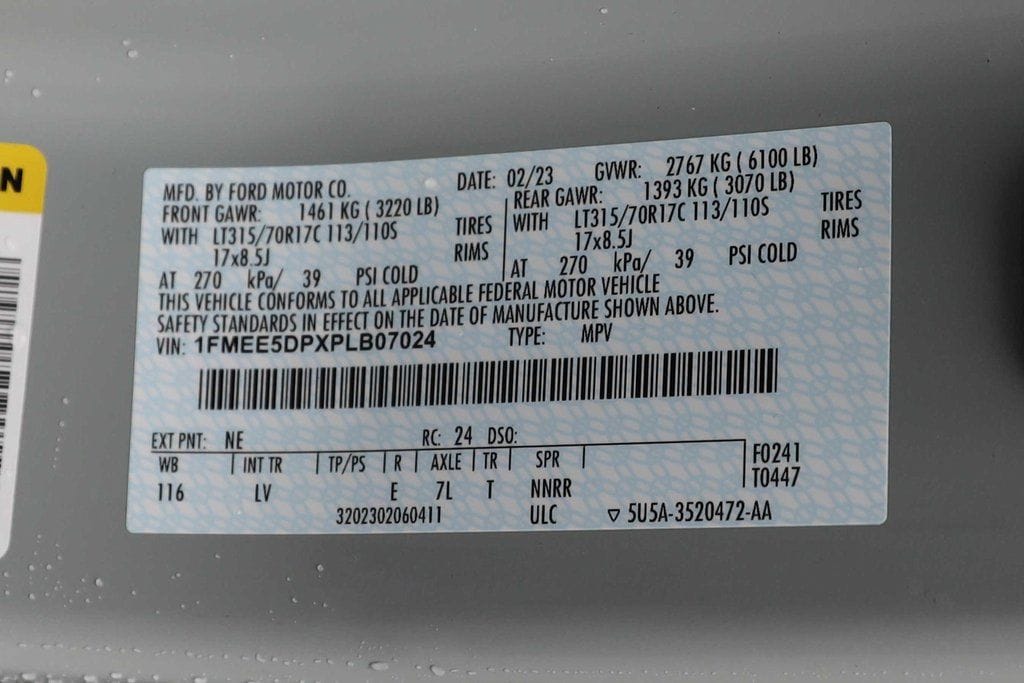 N
MFD. BY FORD MOTOR CO. DATE: 02/23 GVWR: 2767 KG ( 6100 LB)
FRONT GAWR: 1461 KG ( 3220 LB) REAR GAWR: 1393 KG ( 3070 LB)
WITH LT315/70R17C 113/110S TIRES WITH LT315/70R17C 113/110S TIRES
17x8.5J RIMS 17x8.5J RIMS
AT 270 kPa/ 39 PSI COLD AT 270 kPa/ 39 PSI COLD
THIS VEHICLE CONFORMS TO ALL APPLICABLE FEDERAL MOTOR VEHICLE
SAFETY STANDARDS IN EFFECT ON THE DATE OF MANUFACTURE SHOWN ABOVE.
VIN: 1FMEE5DPXPLB07024 TYPE: MPV
EXT PNT: NE RC: 24 DSO:
WB INT TR TP/PS R AXLE TR SPR F0241
116 LV E 7L T NNRR T0447
3202302060411 ULC ▽ 5U5A-3520472-AA